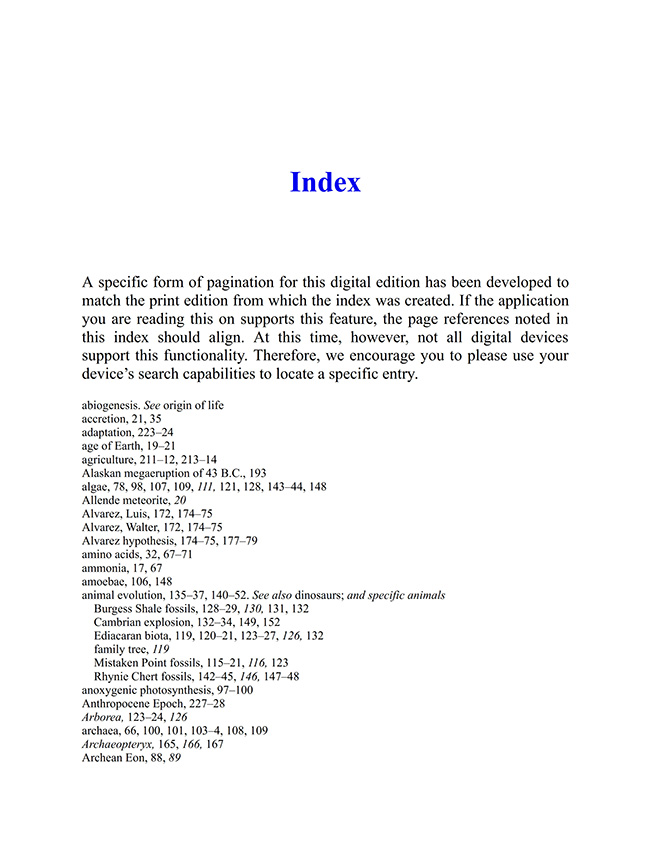 Index
A specific form of pagination for this digital edition has been developed to
match the print edition from which the index was created. If the application
you are reading this on supports this feature, the page references noted in
this index should align. At this time, however, not all digital devices
support this functionality. Therefore, we encourage you to please use your
device’s search capabilities to locate a specific entry.
abiogenesis. See origin of life
accretion, 21, 35
adaptation, 223–24
age of Earth, 19–21
agriculture, 211–12, 213–14
Alaskan megaeruption of 43 B.C., 193
algae, 78, 98, 107, 109, 111, 121, 128, 143–44, 148
Allende meteorite, 20
Alvarez, Luis, 172, 174–75
Alvarez, Walter, 172, 174–75
Alvarez hypothesis, 174–75, 177–79
amino acids, 32, 67–71
ammonia, 17, 67
amoebae, 106, 148
animal evolution, 135–37, 140–52. See also dinosaurs; and specific animals
Burgess Shale fossils, 128–29, 130, 131, 132
Cambrian explosion, 132–34, 149, 152
Ediacaran biota, 119, 120–21, 123–27, 126, 132
family tree, 119
Mistaken Point fossils, 115–21, 116, 123
Rhynie Chert fossils, 142–45, 146, 147–48
anoxygenic photosynthesis, 97–100
Anthropocene Epoch, 227–28
Arborea, 123–24, 126
archaea, 66, 100, 101, 103–4, 108, 109
Archaeopteryx, 165, 166, 167
Archean Eon, 88, 89